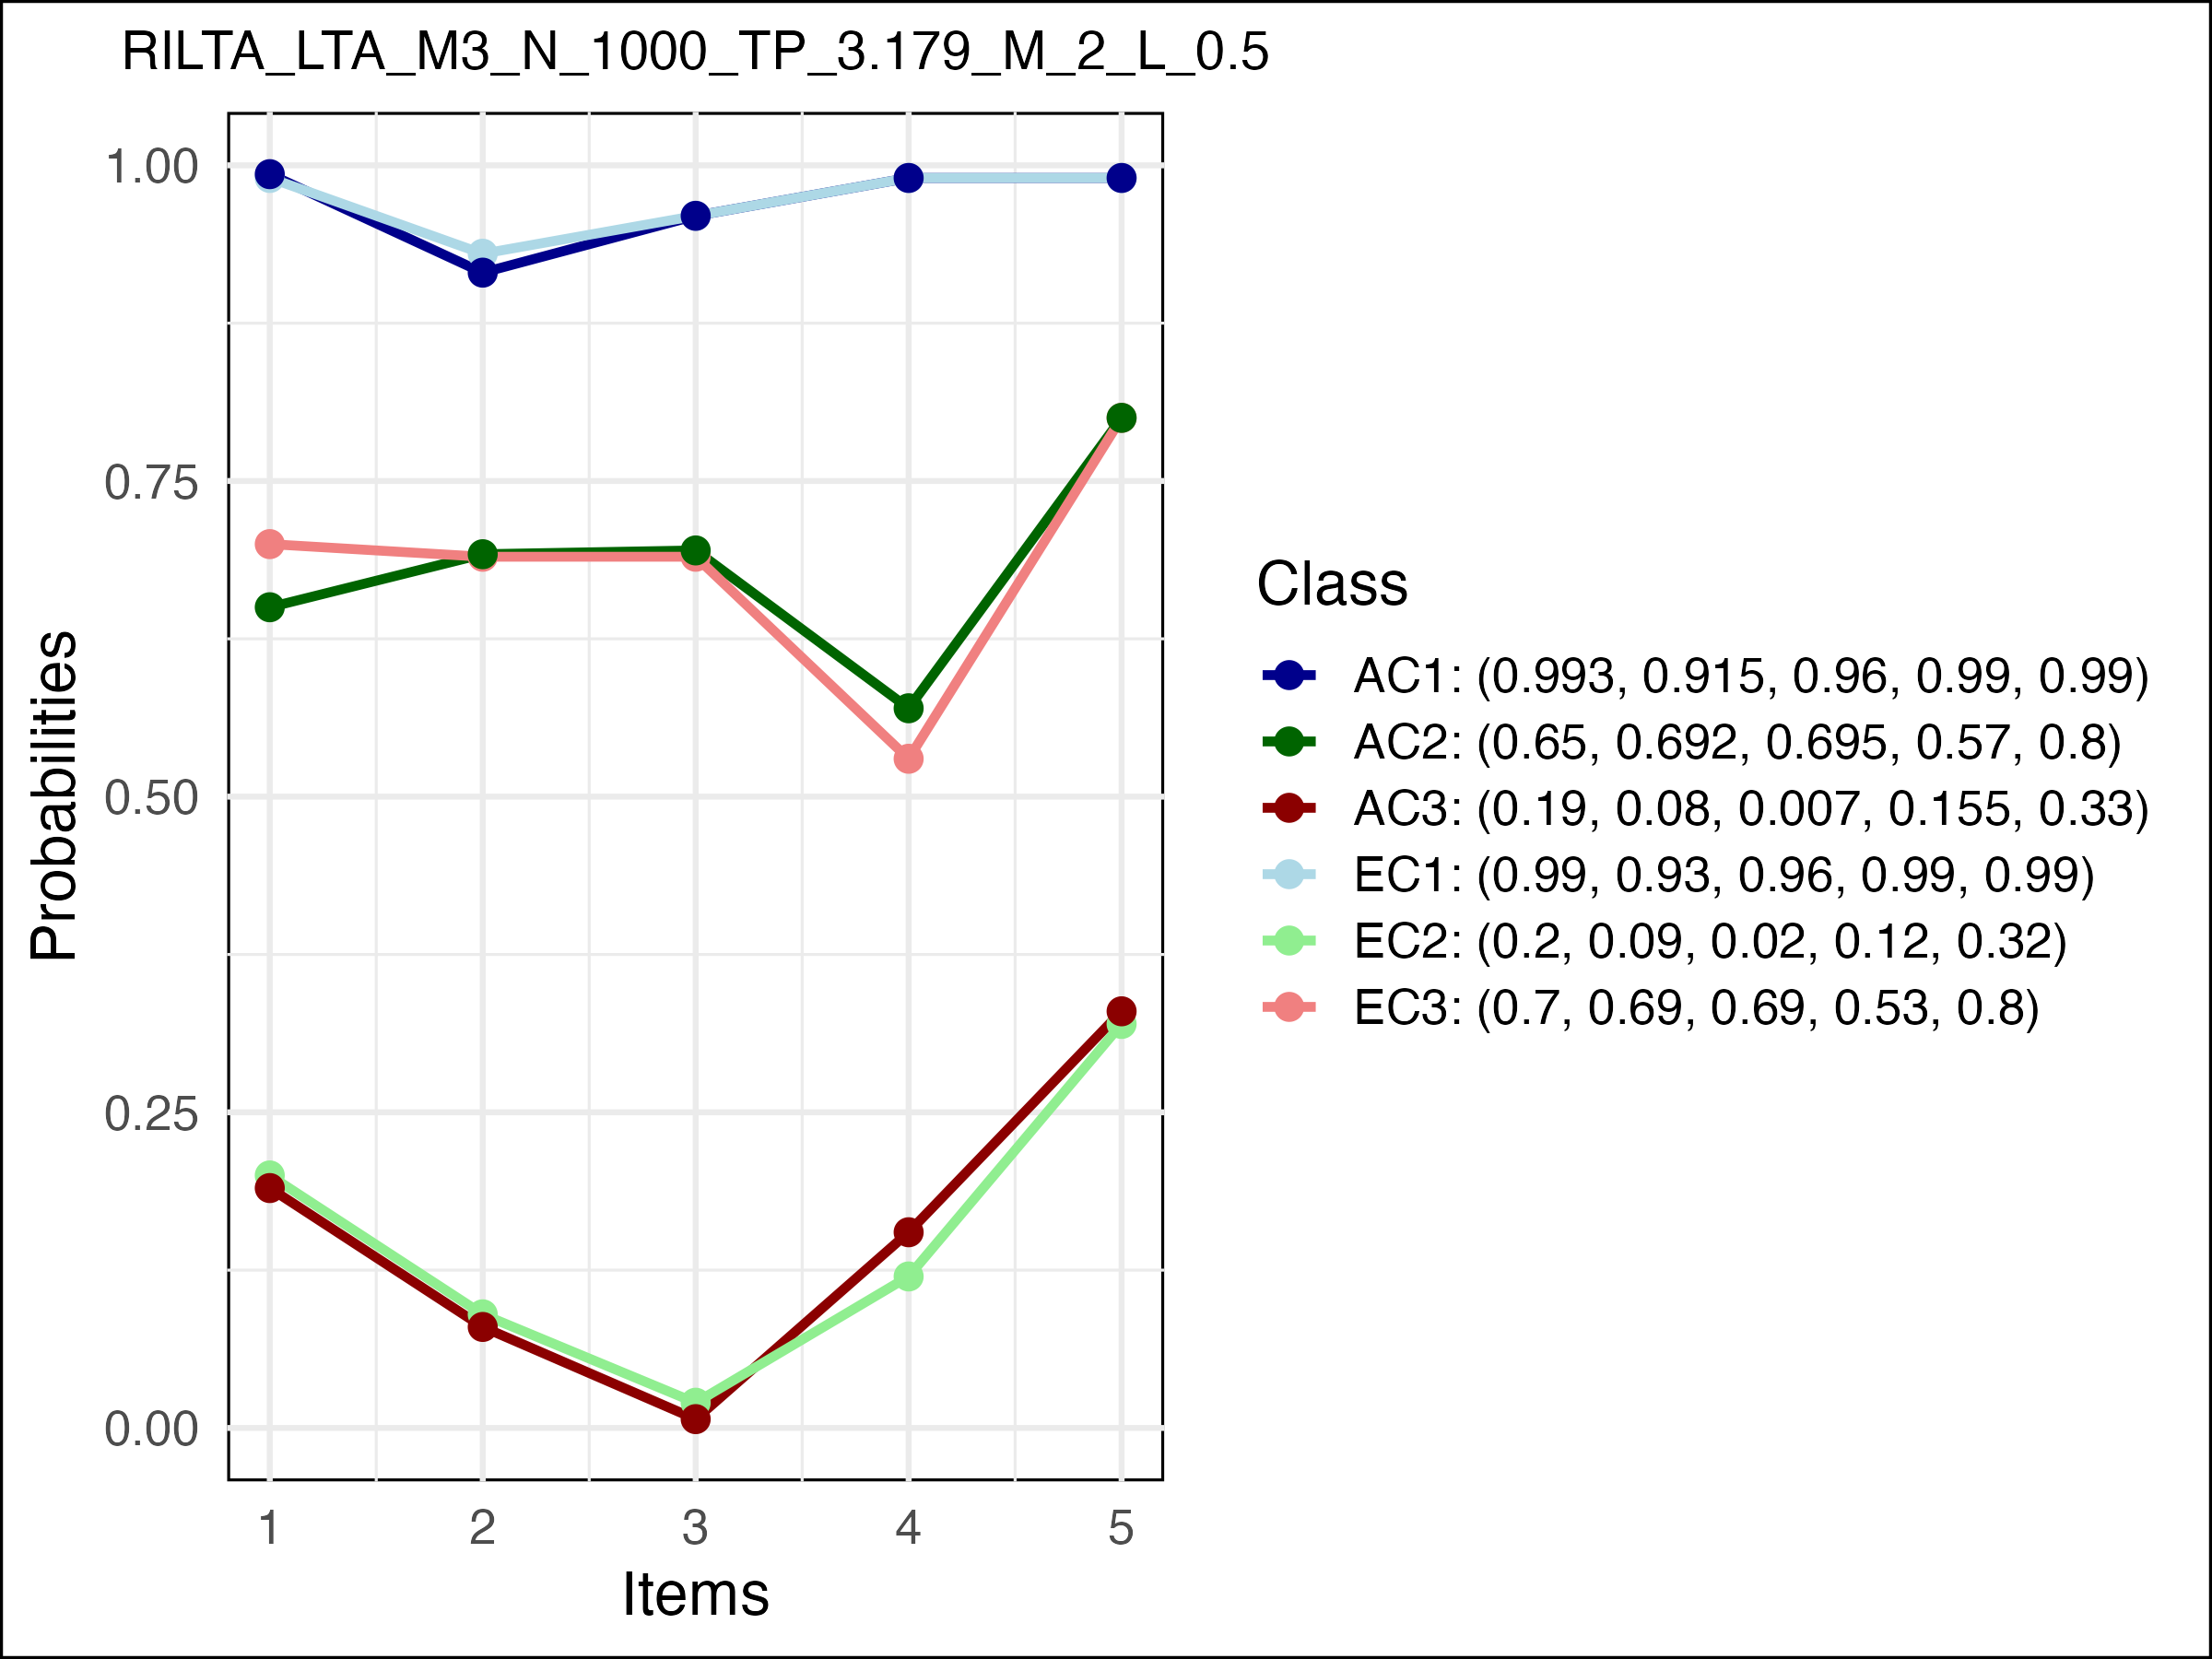 RILTA_LTA_M3_N_1000_TP_3.179_M_2_L_0.5
1.00
0.75
0.50
0.25
0.00
Probabilities
1 2 3 4 5
Items
Class
AC1: (0.993, 0.915, 0.96, 0.99, 0.99)
AC2: (0.65, 0.692, 0.695, 0.57, 0.8)
AC3: (0.19, 0.08, 0.007, 0.155, 0.33)
EC1: (0.99, 0.93, 0.96, 0.99, 0.99)
EC2: (0.2, 0.09, 0.02, 0.12, 0.32)
EC3: (0.7, 0.69, 0.69, 0.53, 0.8)